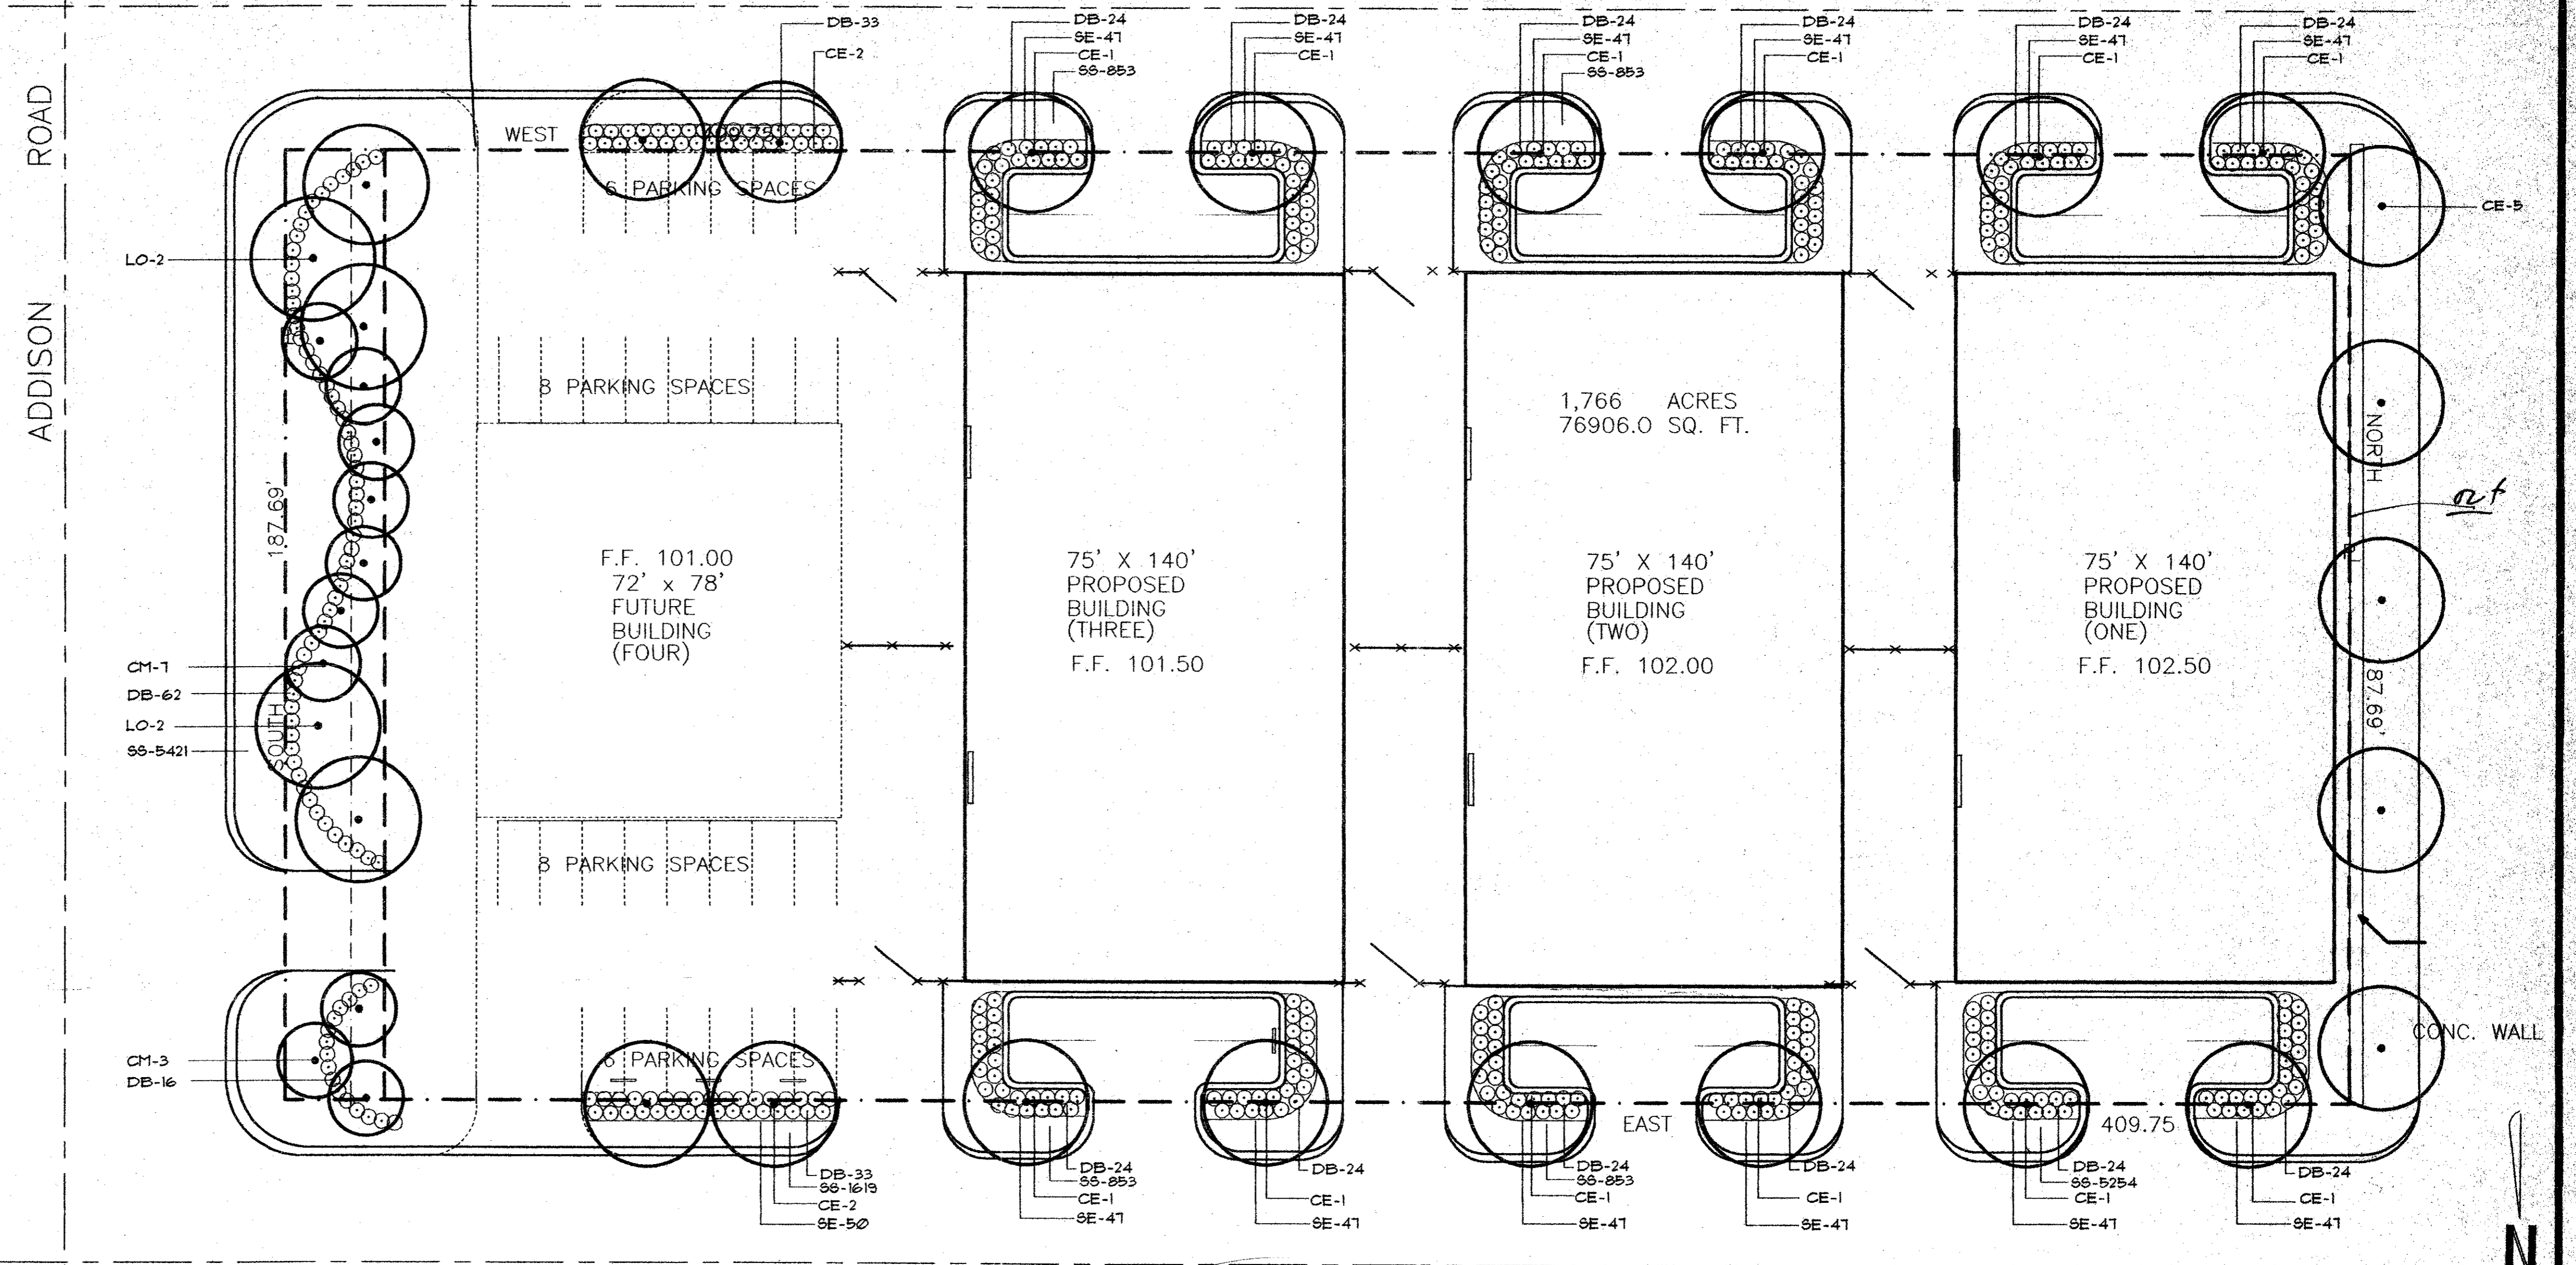 ADDISON ROAD
DB-33
CE-2
DB-24
SE-47
CE-1
SS-853
DB-24
SE-47
CE-1
DB-24
SE-47
CE-1
SS-853
DB-24
SE-47
CE-1
DB-24
SE-47
CE-1
DB-24
SE-47
CE-1
WEST
6 PARKING SPACES
CE-5
LO-2
8 PARKING SPACES
1,766 ACRES
76906.0 SQ. FT.
NORTH
187.69'
F.F. 101.00
72' x 78'
FUTURE
BUILDING
(FOUR)
75' X 140'
PROPOSED
BUILDING
(THREE)
F.F. 101.50
75' X 140'
PROPOSED
BUILDING
(TWO)
F.F. 102.00
75' X 140'
PROPOSED
BUILDING
(ONE)
F.F. 102.50
87.69'
CM-7
DB-62
LO-2
SS-5421
SOUTH
8 PARKING SPACES
CONC. WALL
CM-3
DB-16
6 PARKING SPACES
EAST
409.75
DB-33
SS-1619
CE-2
SE-50
DB-24
SS-853
CE-1
SE-47
DB-24
CE-1
SE-47
DB-24
SS-853
CE-1
SE-47
DB-24
CE-1
SE-47
DB-24
SS-5254
CE-1
SE-47
DB-24
CE-1
SE-47
N